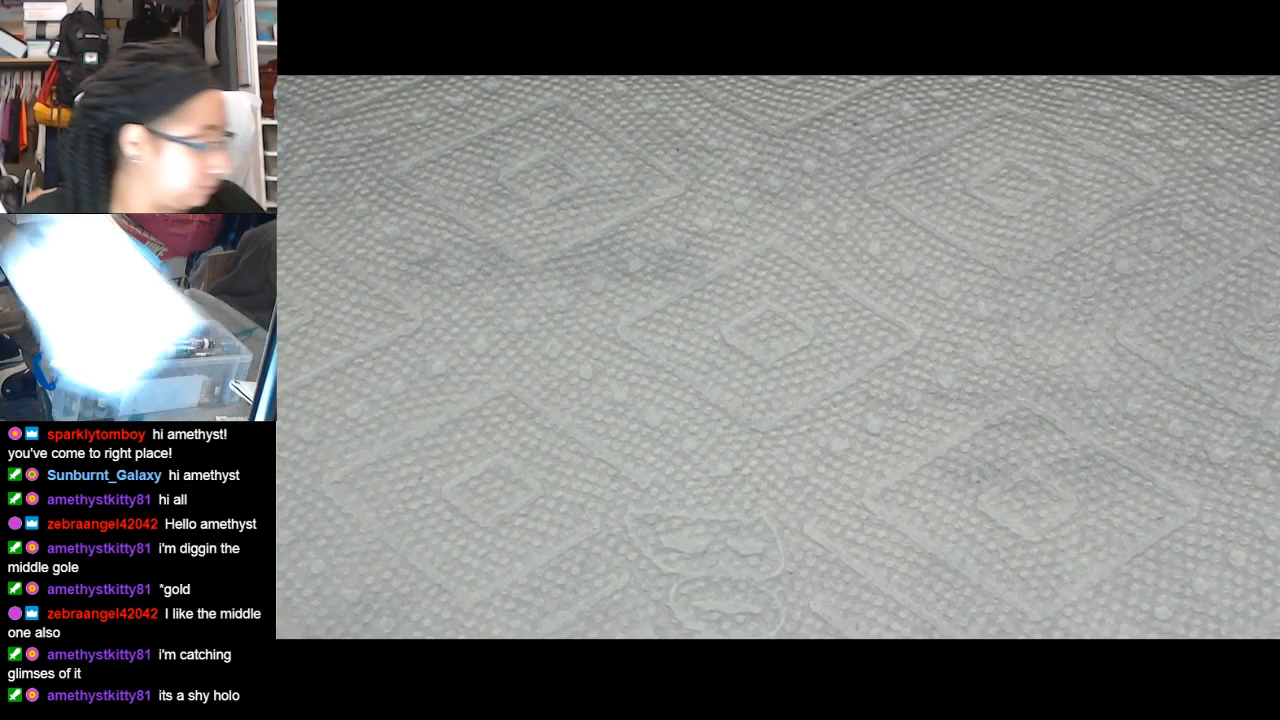 sparklytomboy hi amethyst!
you've come to right place!
Sunburnt_Galaxy hi amethyst
amethystkitty81 hi all
zebraangel42042 Hello amethyst
amethystkitty81 i'm diggin the
middle gole
amethystkitty81 *gold
zebraangel42042 I like the middle
one also
amethystkitty81 i'm catching
glimses of it
amethystkitty81 its a shy holo